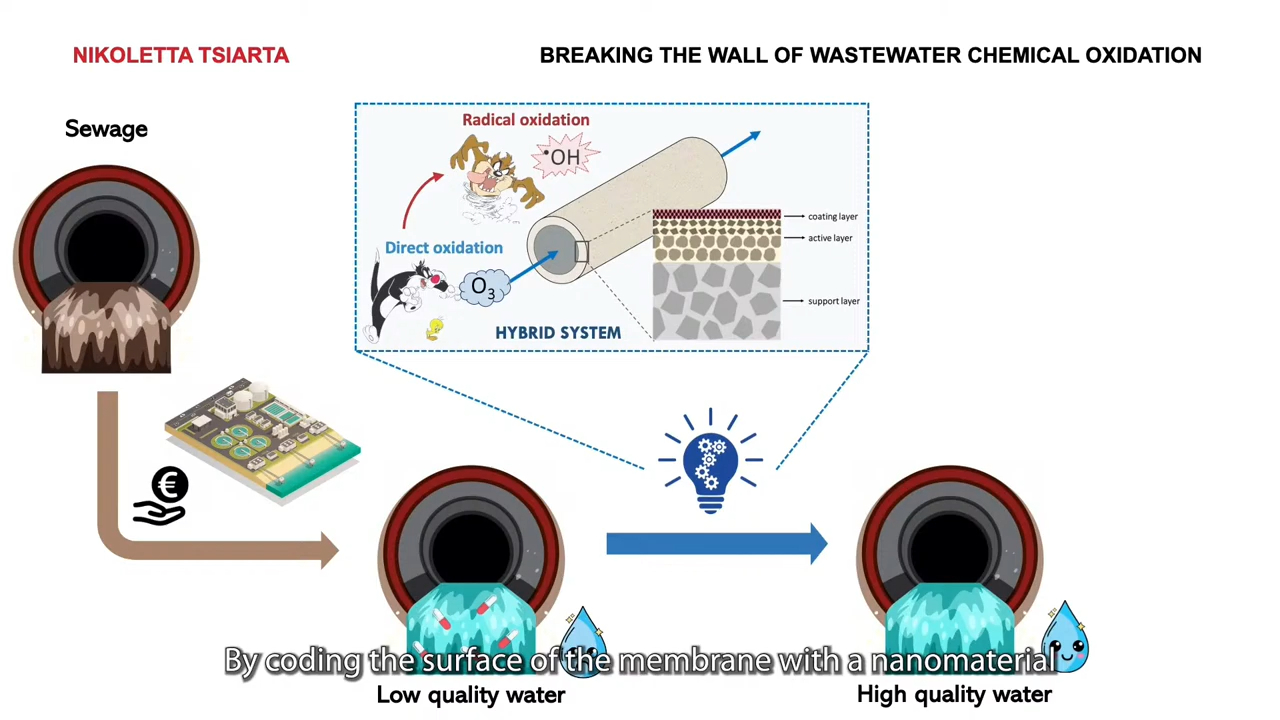 NIKOLETTA TSIARTA
BREAKING THE WALL OF WASTEWATER CHEMICAL OXIDATION
Sewage
Radical oxidation
•OH
Direct oxidation
O₃
HYBRID SYSTEM
coating layer
active layer
support layer
€
By coding the surface of the membrane with a nanomaterial
Low quality water
High quality water